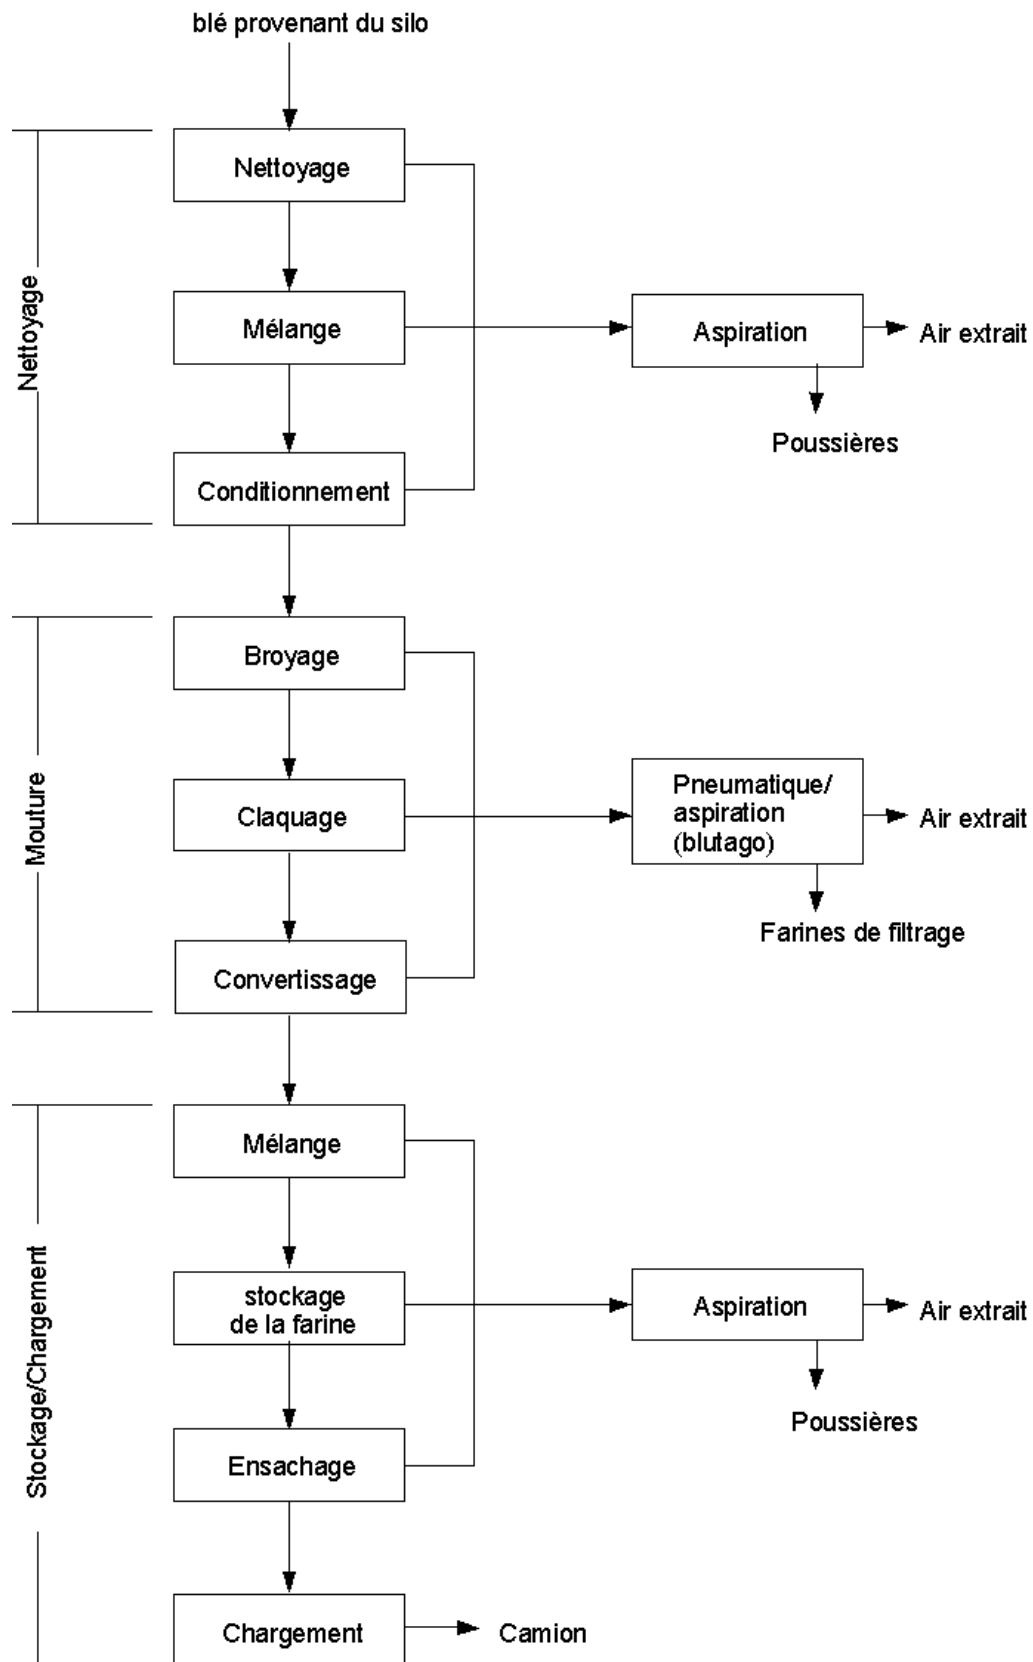 blé provenant du silo
Nettoyage
Nettoyage
Mélange
Aspiration
Air extrait
Poussières
Conditionnement
Mouture
Broyage
Claquage
Pneumatique/
aspiration
(blutago)
Air extrait
Farines de filtrage
Convertissage
Stockage/Chargement
Mélange
stockage
de la farine
Aspiration
Air extrait
Poussières
Ensachage
Chargement
Camion